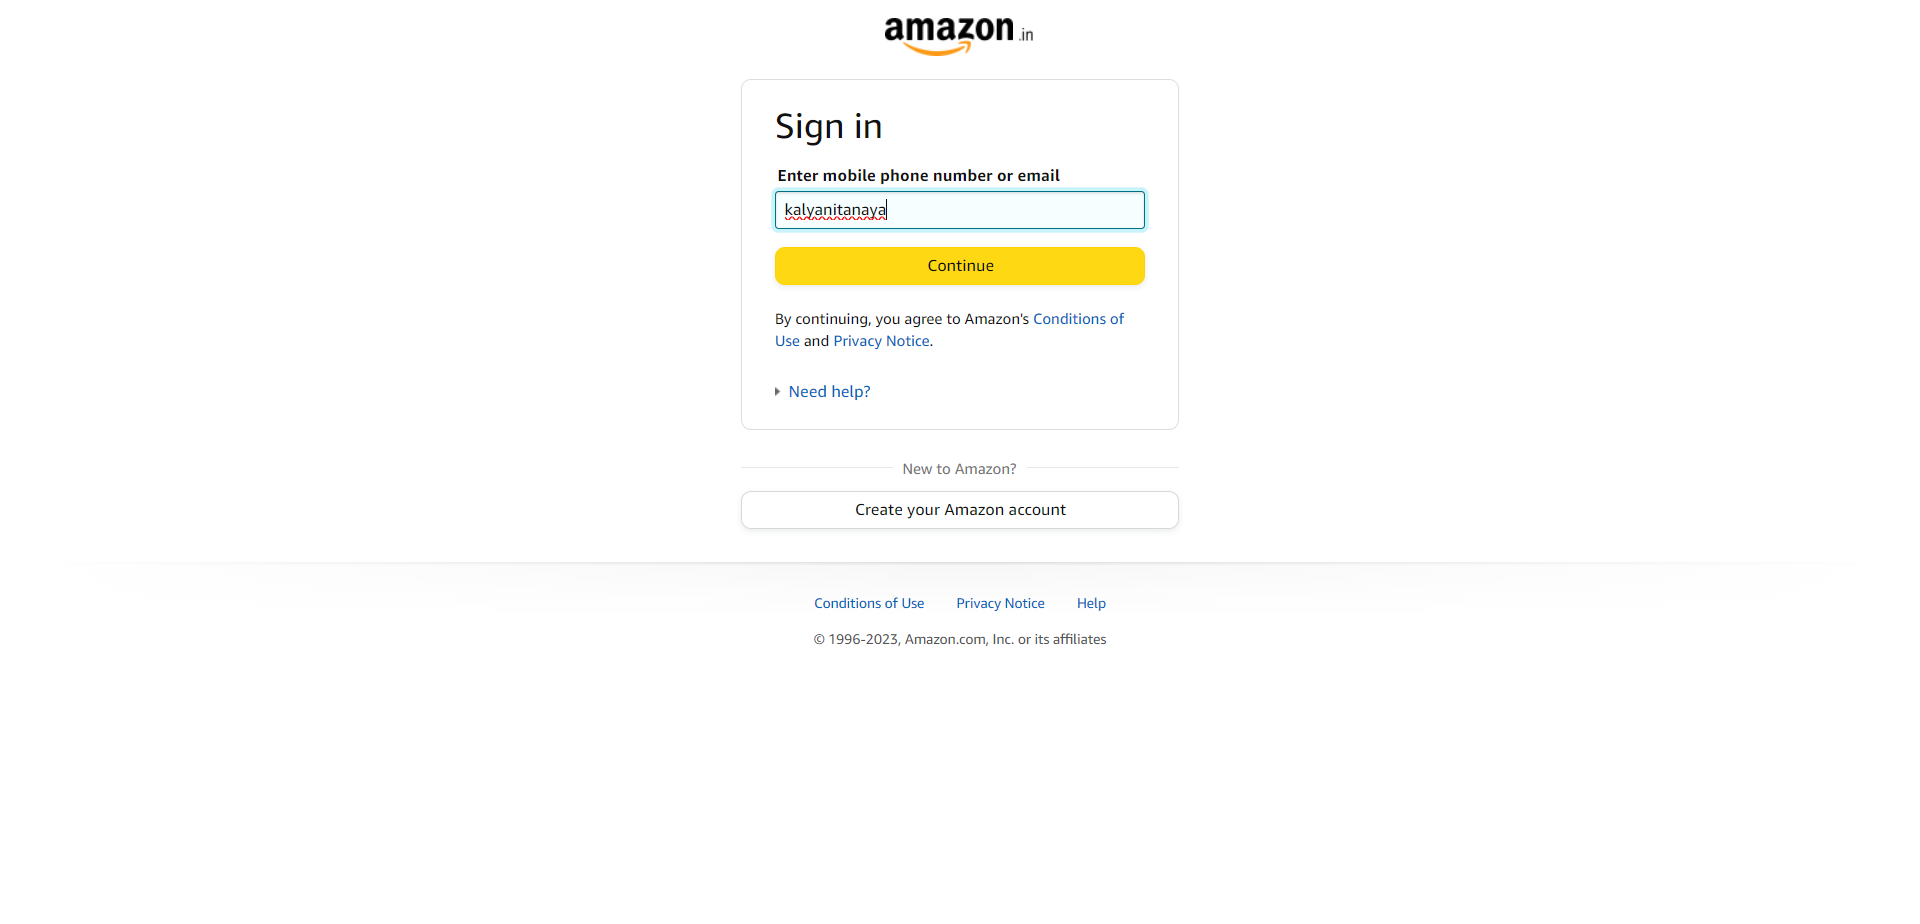 amazon.in
Sign in
Enter mobile phone number or email
kalyanitanaya
Continue
By continuing, you agree to Amazon's Conditions of
Use and Privacy Notice.
Need help?
New to Amazon?
Create your Amazon account
Conditions of Use Privacy Notice Help
© 1996-2023, Amazon.com, Inc. or its affiliates